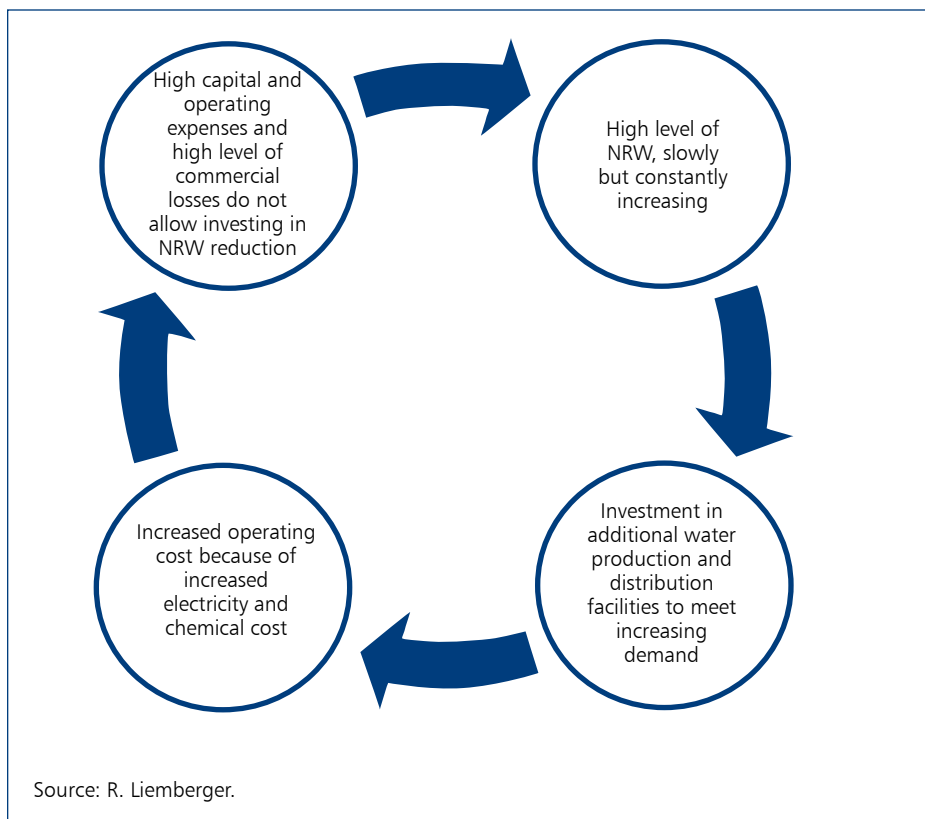 High capital and
operating
expenses and
high level of
commercial
losses do not
allow investing in
NRW reduction
High level of
NRW, slowly
but constantly
increasing
Investment in
additional water
production and
distribution
facilities to meet
increasing
demand
Increased operating
cost because of
increased
electricity and
chemical cost
Source: R. Liemberger.